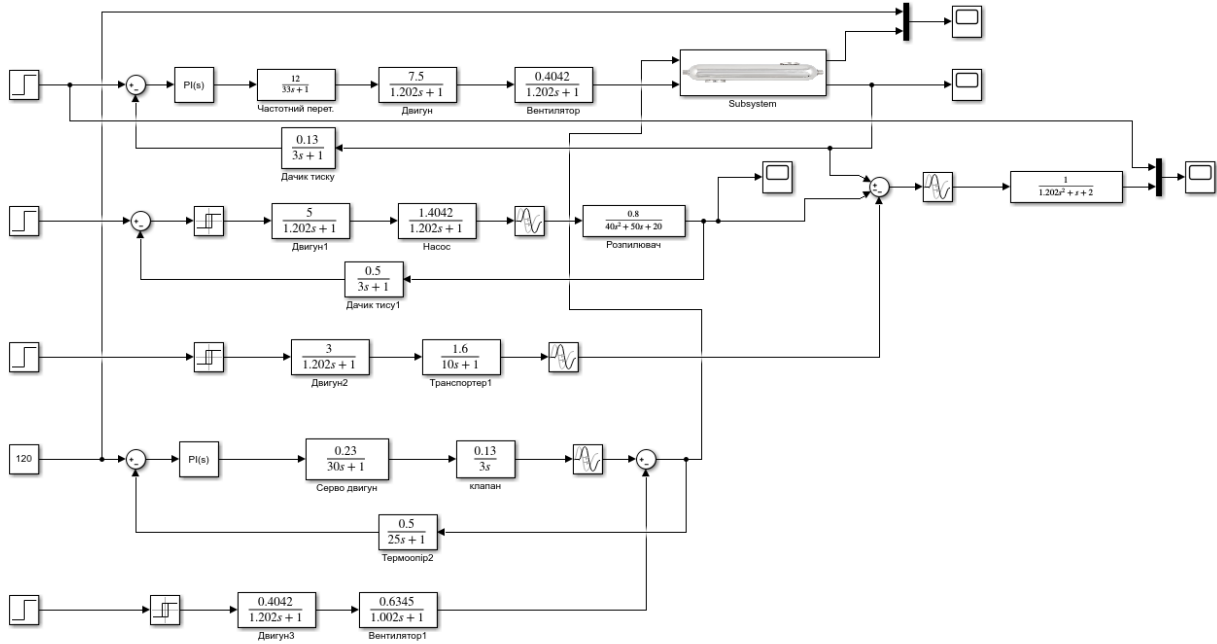 PI(s)
12
33s + 1
Частотний перет.
7.5
1.202s + 1
Двигун
0.4042
1.202s + 1
Вентилятор
Subsystem
0.13
3s + 1
Дачик тиску
1
1.202s² + s + 2
5
1.202s + 1
Двигун1
1.4042
1.202s + 1
Насос
0.8
40s² + 50s + 20
Розпилювач
0.5
3s + 1
Дачик тису1
3
1.202s + 1
Двигун2
1.6
10s + 1
Транспортер1
120
PI(s)
0.23
30s + 1
Серво двигун
0.13
3s
клапан
0.5
25s + 1
Термоопір2
0.4042
1.202s + 1
Двигун3
0.6345
1.002s + 1
Вентилятор1